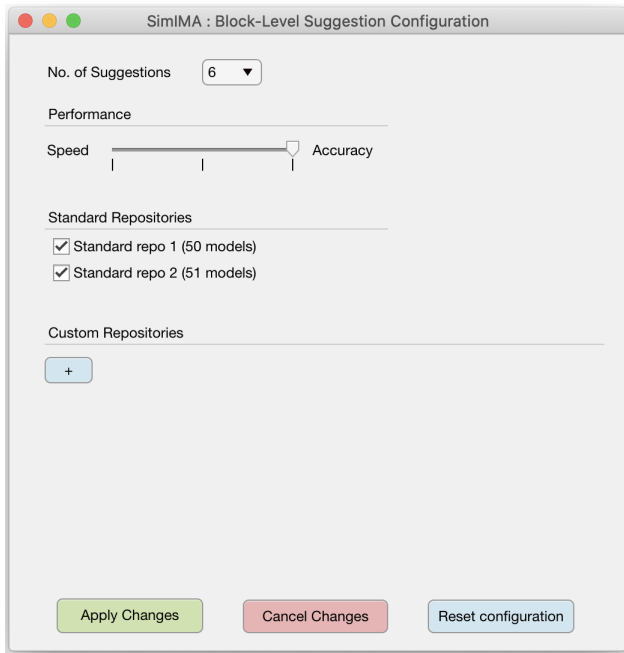 SimIMA : Block-Level Suggestion Configuration
No. of Suggestions 6
Performance
Speed Accuracy
Standard Repositories
Standard repo 1 (50 models)
Standard repo 2 (51 models)
Custom Repositories
+
Apply Changes Cancel Changes Reset configuration